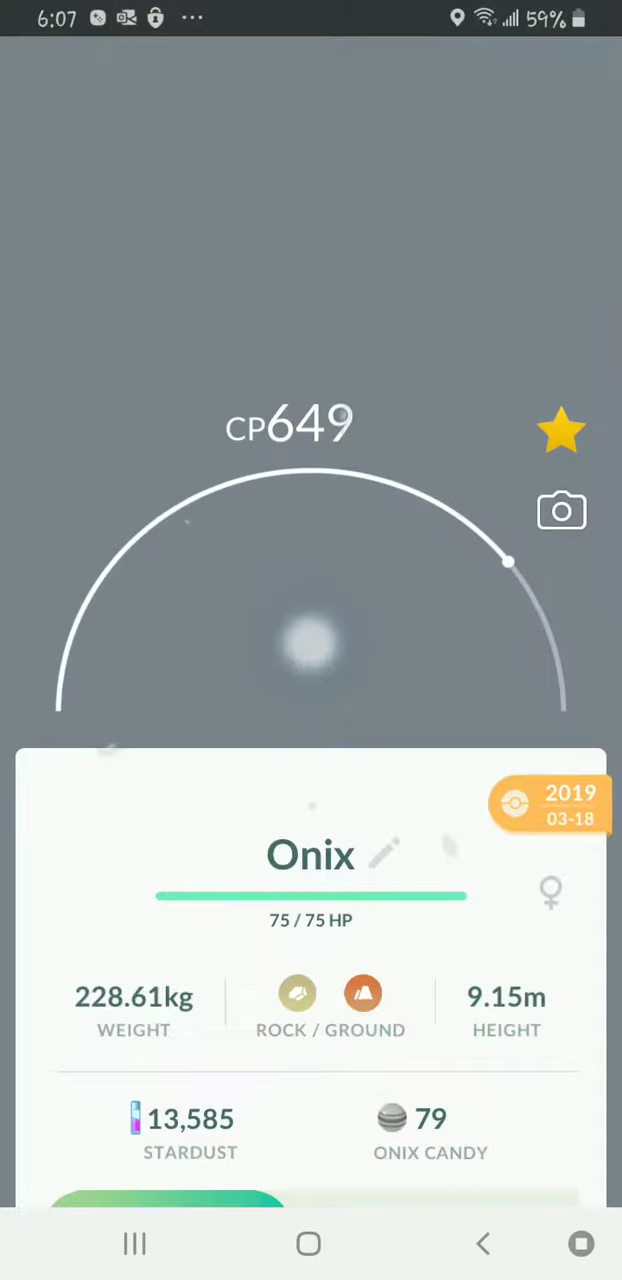 6:07 59%
CP649
2019
03-18
Onix
75 / 75 HP
228.61kg 9.15m
WEIGHT ROCK / GROUND HEIGHT
13,585 79
STARDUST ONIX CANDY